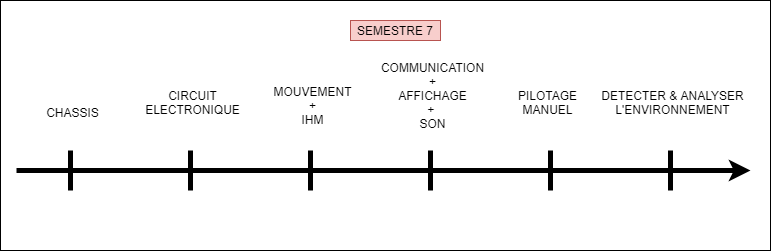 SEMESTRE 7
CHASSIS
CIRCUIT
ELECTRONIQUE
MOUVEMENT
+
IHM
COMMUNICATION
+
AFFICHAGE
+
SON
PILOTAGE
MANUEL
DETECTER & ANALYSER
L'ENVIRONNEMENT